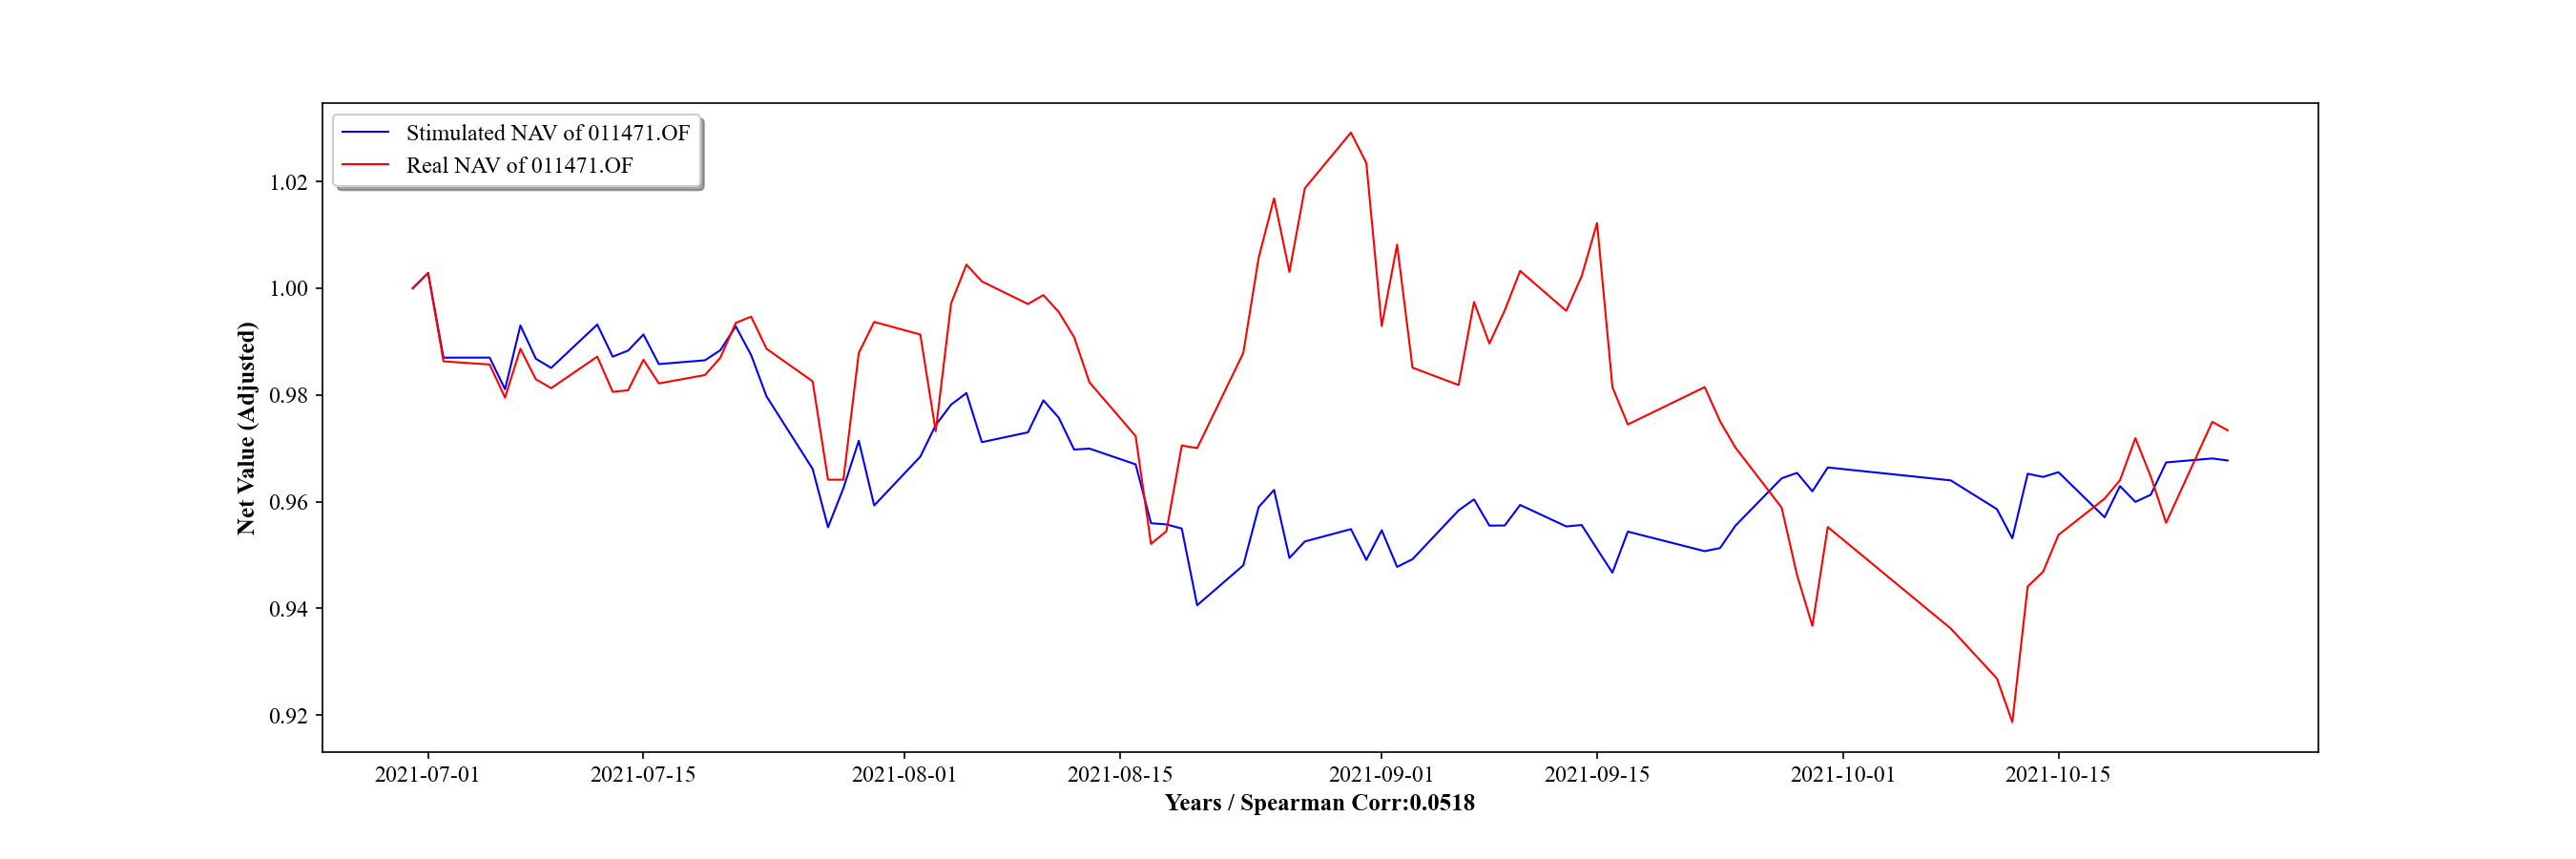 Stimulated NAV of 011471.OF
Real NAV of 011471.OF
Net Value (Adjusted)
1.02
1.00
0.98
0.96
0.94
0.92
2021-07-01 2021-07-15 2021-08-01 2021-08-15 2021-09-01 2021-09-15 2021-10-01 2021-10-15
Years / Spearman Corr:0.0518